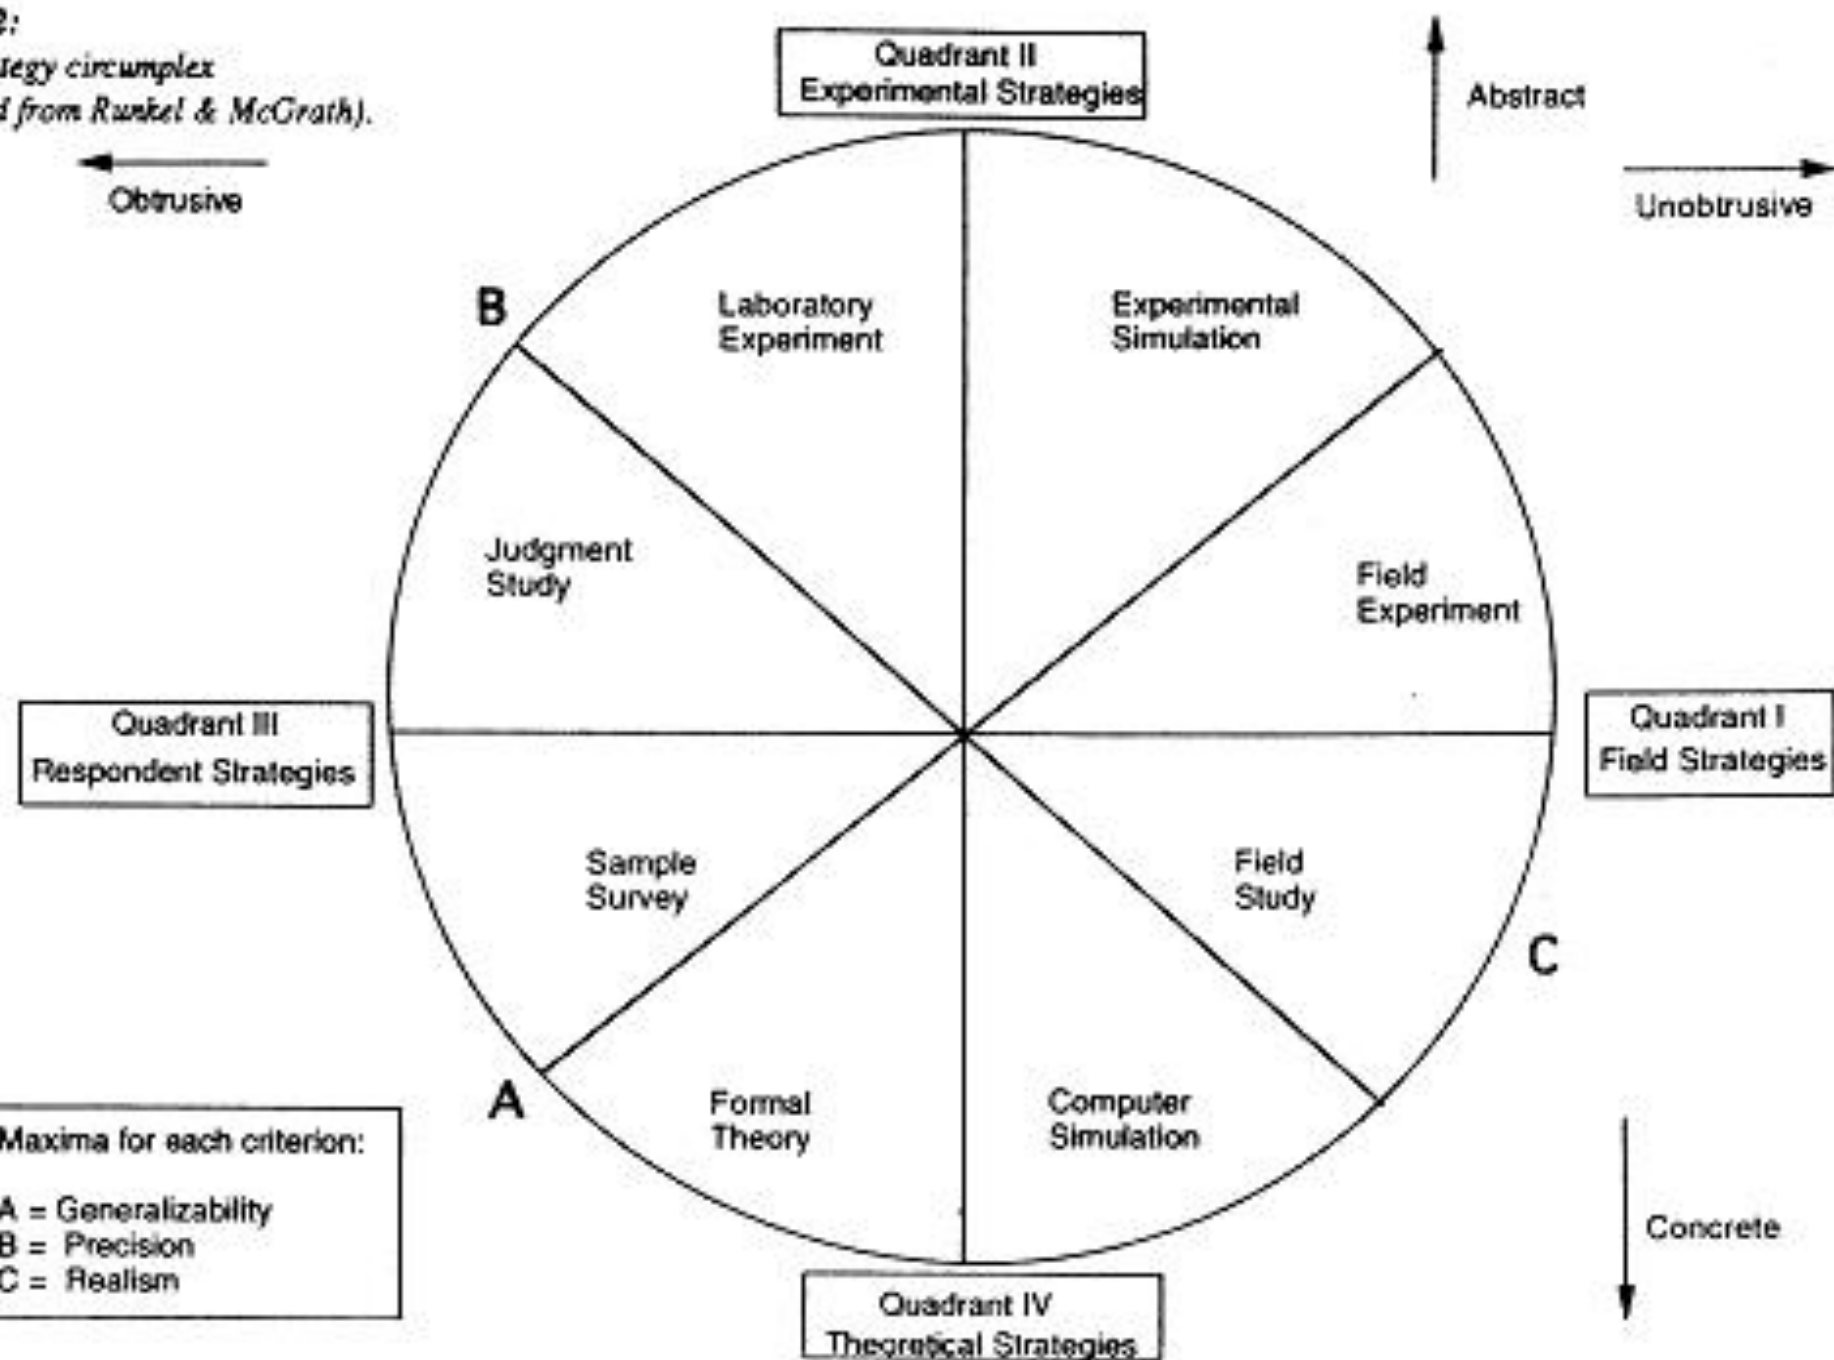 tegy circumplex
from Runkel & McGrath).
Obtrusive
Quadrant II
Experimental Strategies
Abstract
Unobtrusive
B
Laboratory
Experiment
Experimental
Simulation
Judgment
Study
Field
Experiment
Quadrant III
Respondent Strategies
Quadrant I
Field Strategies
Sample
Survey
Field
Study
C
A
Formal
Theory
Computer
Simulation
Maxima for each criterion:
A = Generalizability
B = Precision
C = Realism
Concrete
Quadrant IV
Theoretical Strategies